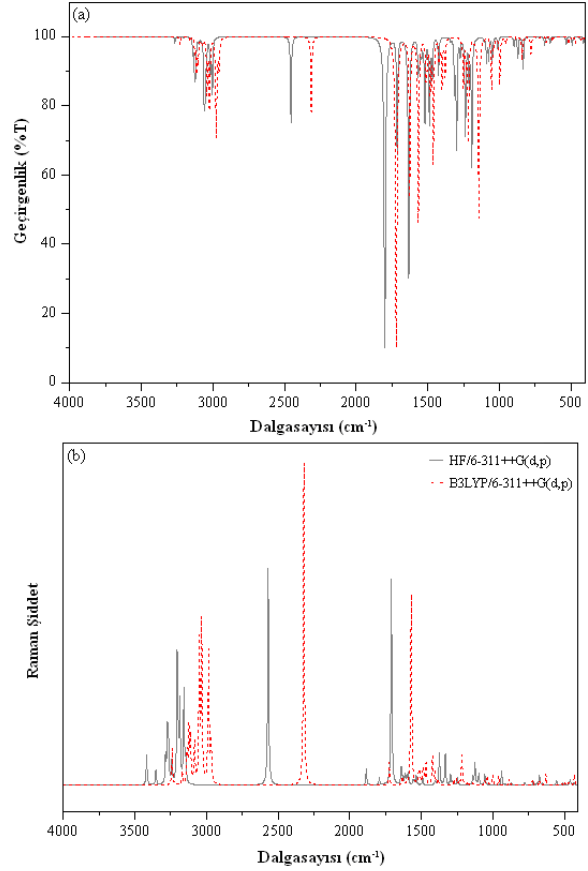 (a)
Geçirgenlik (%T)
100
80
60
40
20
0
4000 3500 3000 2500 2000 1500 1000 500
Dalgasayısı (cm-1)
(b)
HF/6-311++G(d,p)
B3LYP/6-311++G(d,p)
Raman Şiddet
4000 3500 3000 2500 2000 1500 1000 500
Dalgasayısı (cm-1)